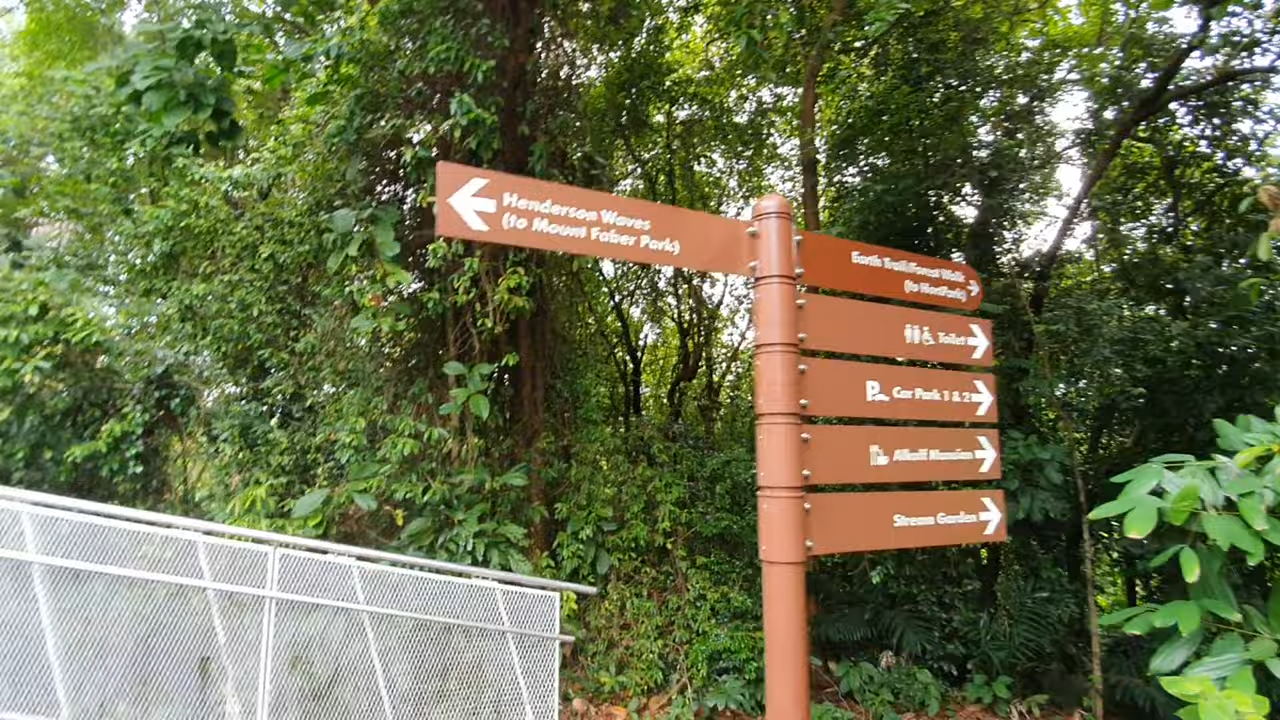 Henderson Waves
(to Mount Faber Park)
Earth Trail/Forest Walk
(to HortPark)
Toilet
Car Park 1 & 2
Alkaff Mansion
Stream Garden